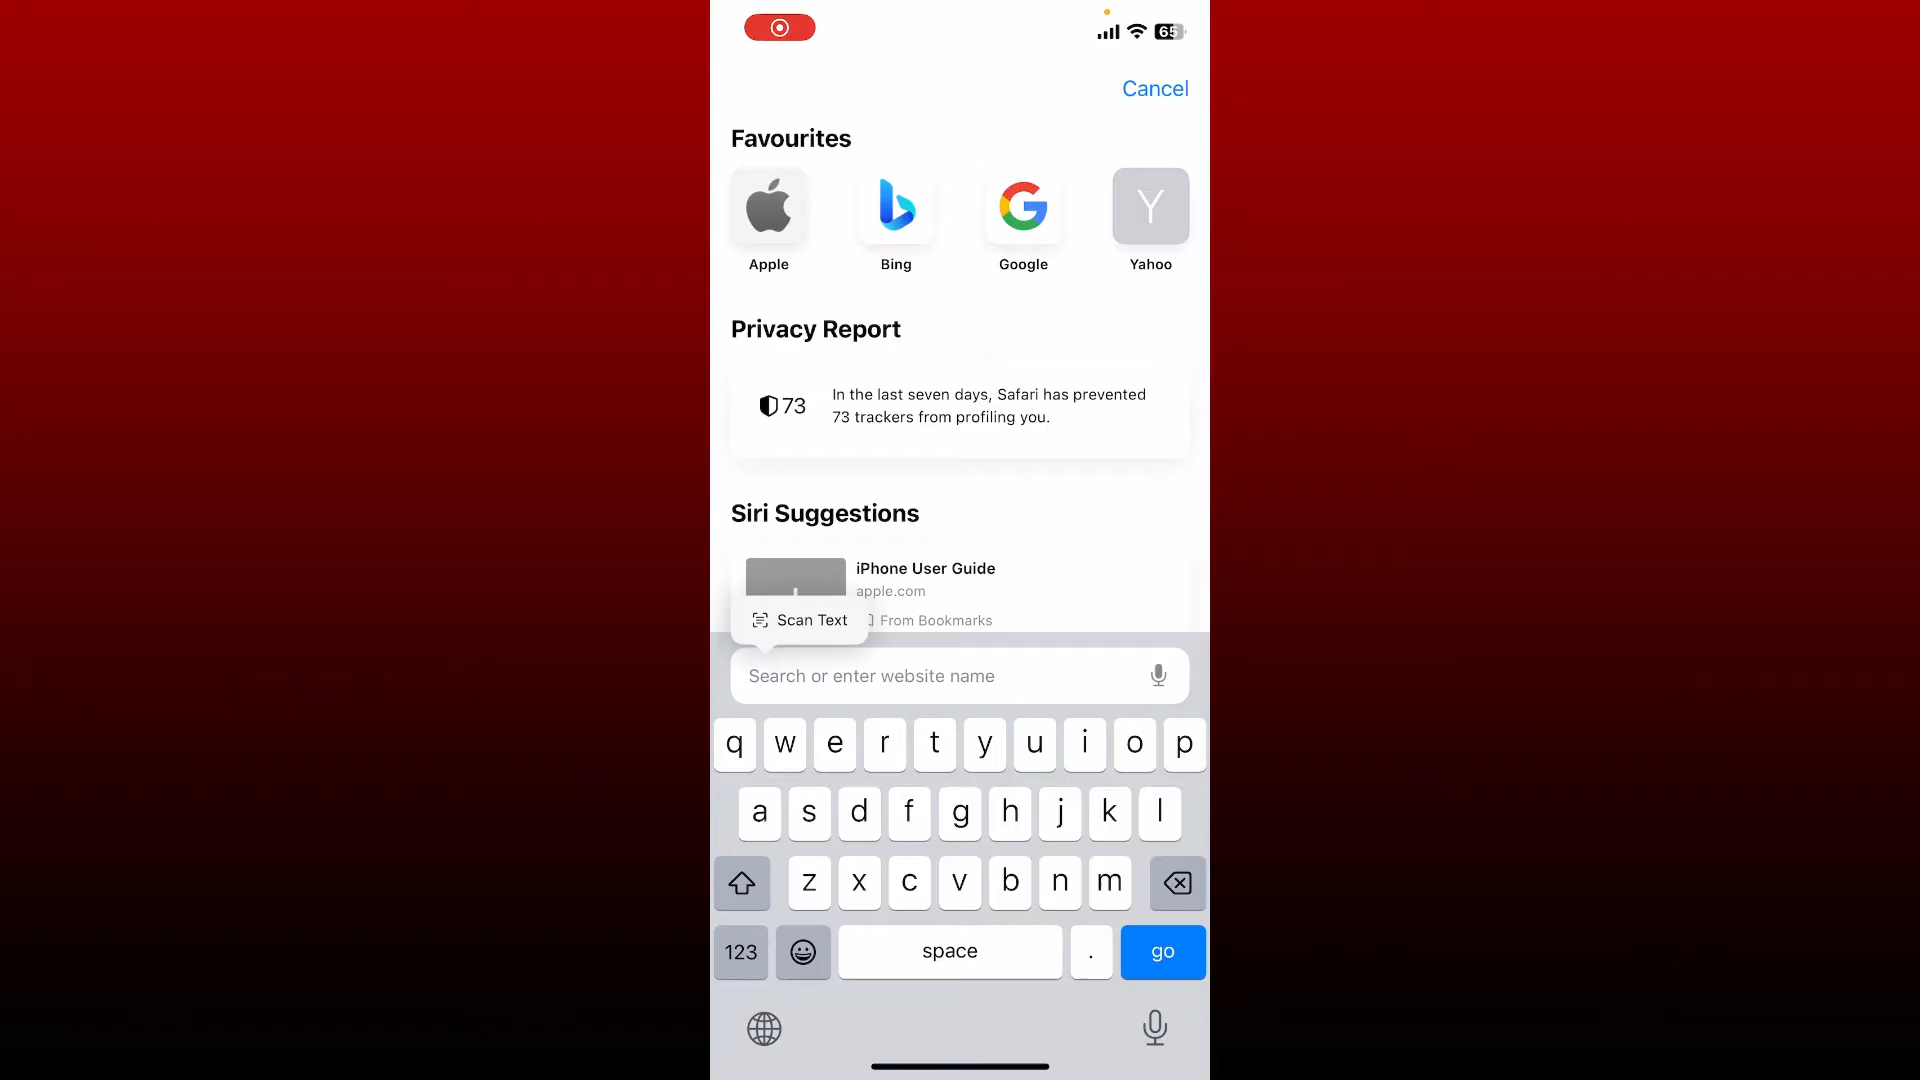 65
Cancel
Favourites
Y
Apple
Bing
Google
Yahoo
Privacy Report
73
In the last seven days, Safari has prevented
73 trackers from profiling you.
Siri Suggestions
iPhone User Guide
apple.com
Scan Text
From Bookmarks
Search or enter website name
q w e r t y u i o p
a s d f g h j k l
z x c v b n m
123 space . go